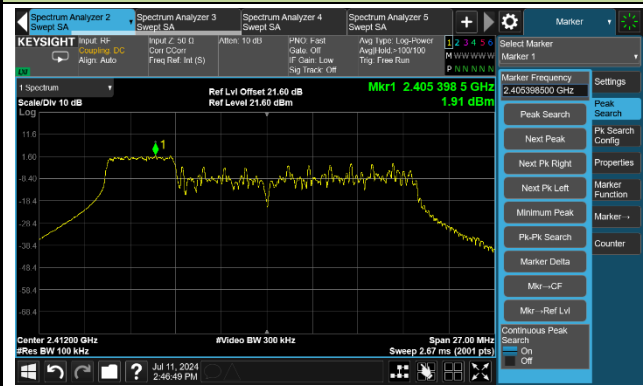 Spectrum Analyzer 2
Swept SA
Spectrum Analyzer 3
Swept SA
Spectrum Analyzer 4
Swept SA
Spectrum Analyzer 5
Swept SA
Marker
KEYSIGHT
Input: RF
Coupling: DC
Align: Auto
Input Z: 50 Ω
Corr CCorr
Freq Ref: Int (S)
Atten: 10 dB
PNO: Fast
Gate: Off
IF Gain: Low
Sig Track: Off
Avg Type: Log-Power
Avg|Hold:>100/100
Trig: Free Run
1 2 3 4 5 6
M W W W W W
P N N N N N
Select Marker
Marker 1
LXI
1 Spectrum
Scale/Div 10 dB
Log
Ref Lvl Offset 21.60 dB
Ref Level 21.60 dBm
Mkr1 2.405 398 5 GHz
1.91 dBm
11.6
1.60
-8.40
-18.4
-28.4
-38.4
-48.4
-58.4
-68.4
1
Center 2.41200 GHz
#Res BW 100 kHz
#Video BW 300 kHz
Span 27.00 MHz
Sweep 2.67 ms (2001 pts)
Marker Frequency
2.405398500 GHz
Peak Search
Next Peak
Next Pk Right
Next Pk Left
Minimum Peak
Pk-Pk Search
Marker Delta
Mkr→CF
Mkr→Ref Lvl
Continuous Peak
Search
On
Off
Settings
Peak
Search
Pk Search
Config
Properties
Marker
Function
Marker→
Counter
Jul 11, 2024
2:46:49 PM